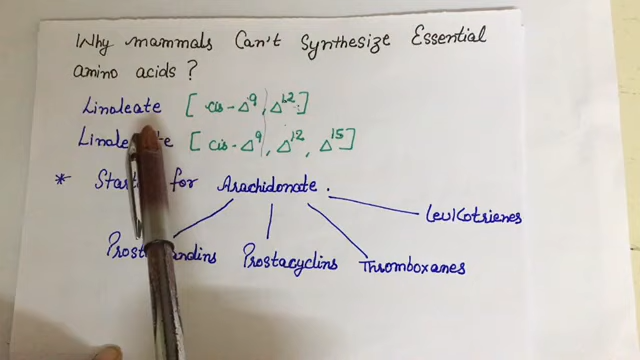 Why mammals Can't Synthesize Essential
amino acids?
Linoleate [cis-Δ9, Δ12]
[cis-Δ9, Δ12, Δ15]
* for Arachidonate.
Leukotrienes
Prostacyclins Thromboxanes